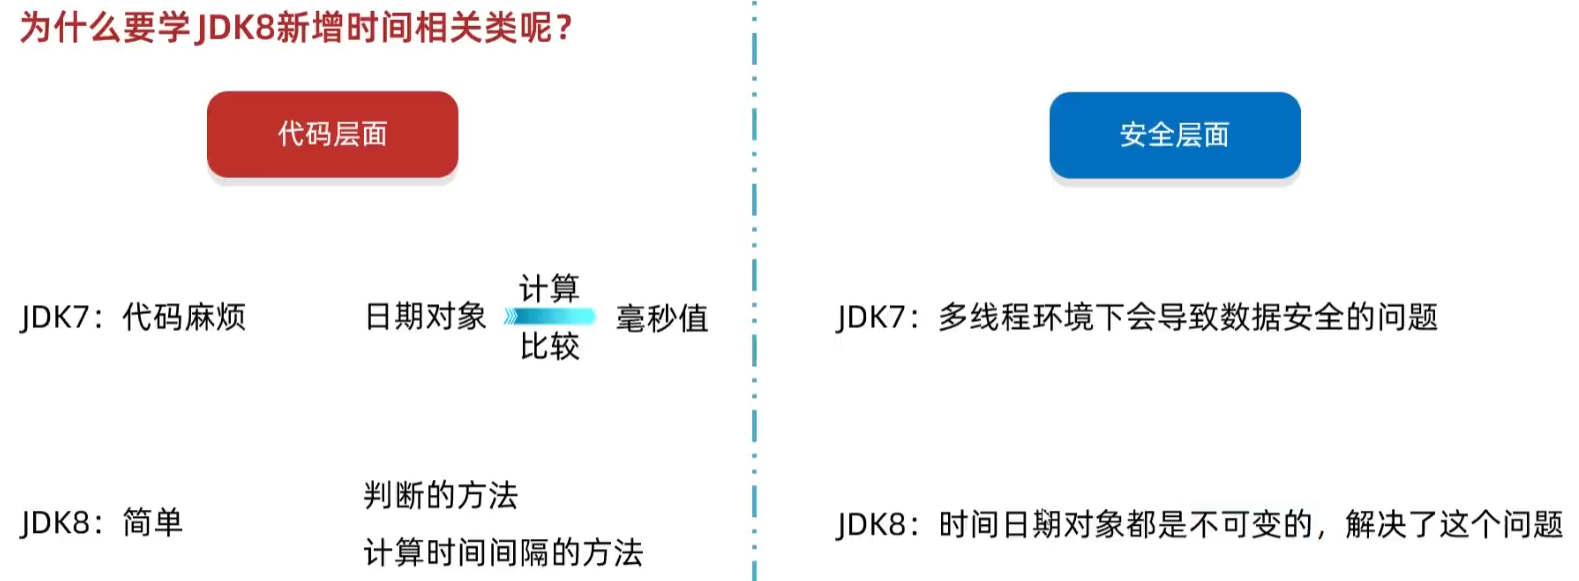 为什么要学JDK8新增时间相关类呢？
代码层面
JDK7：代码麻烦
日期对象
计算
比较
毫秒值
JDK8：简单
判断的方法
计算时间间隔的方法
安全层面
JDK7：多线程环境下会导致数据安全的问题
JDK8：时间日期对象都是不可变的，解决了这个问题